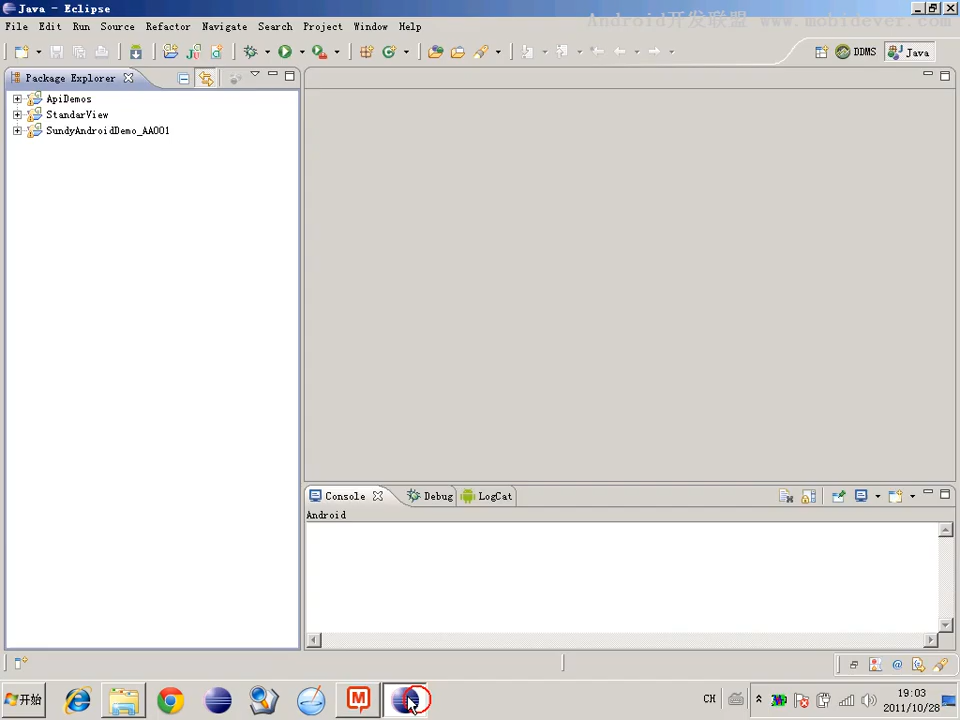 Java - Eclipse
Android开发联盟 www.mobidever.com
File Edit Run Source Refactor Navigate Search Project Window Help
DDMS Java
Package Explorer
ApiDemos
StandarView
SundyAndroidDemo_AA001
Console Debug LogCat
Android
开始
CH
19:03
2011/10/28